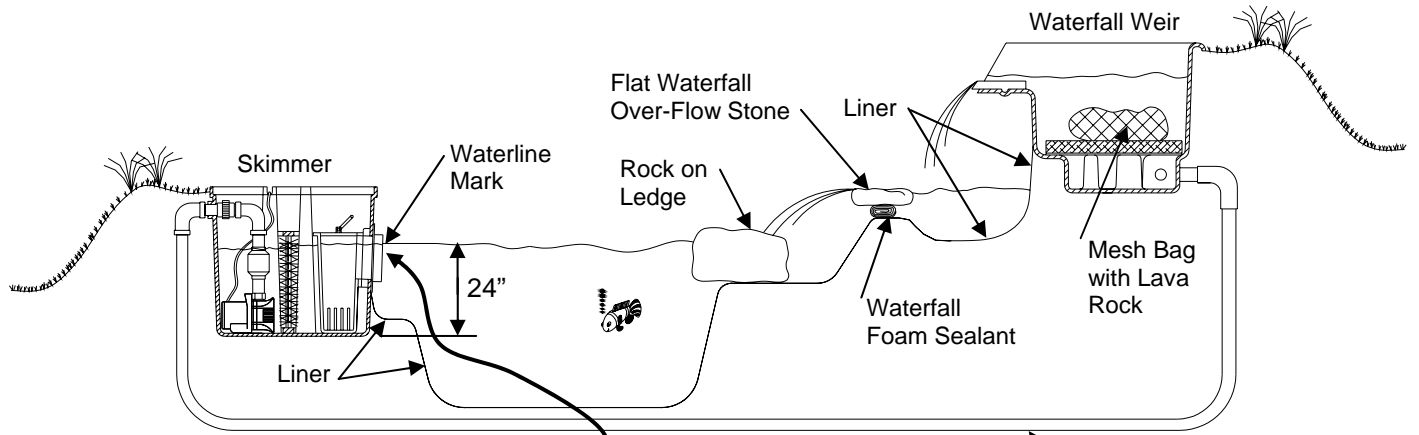 Waterfall Weir
Flat Waterfall
Over-Flow Stone
Liner
Skimmer
Waterline
Mark
Rock on
Ledge
24”
Mesh Bag
with Lava
Rock
Waterfall
Foam Sealant
Liner